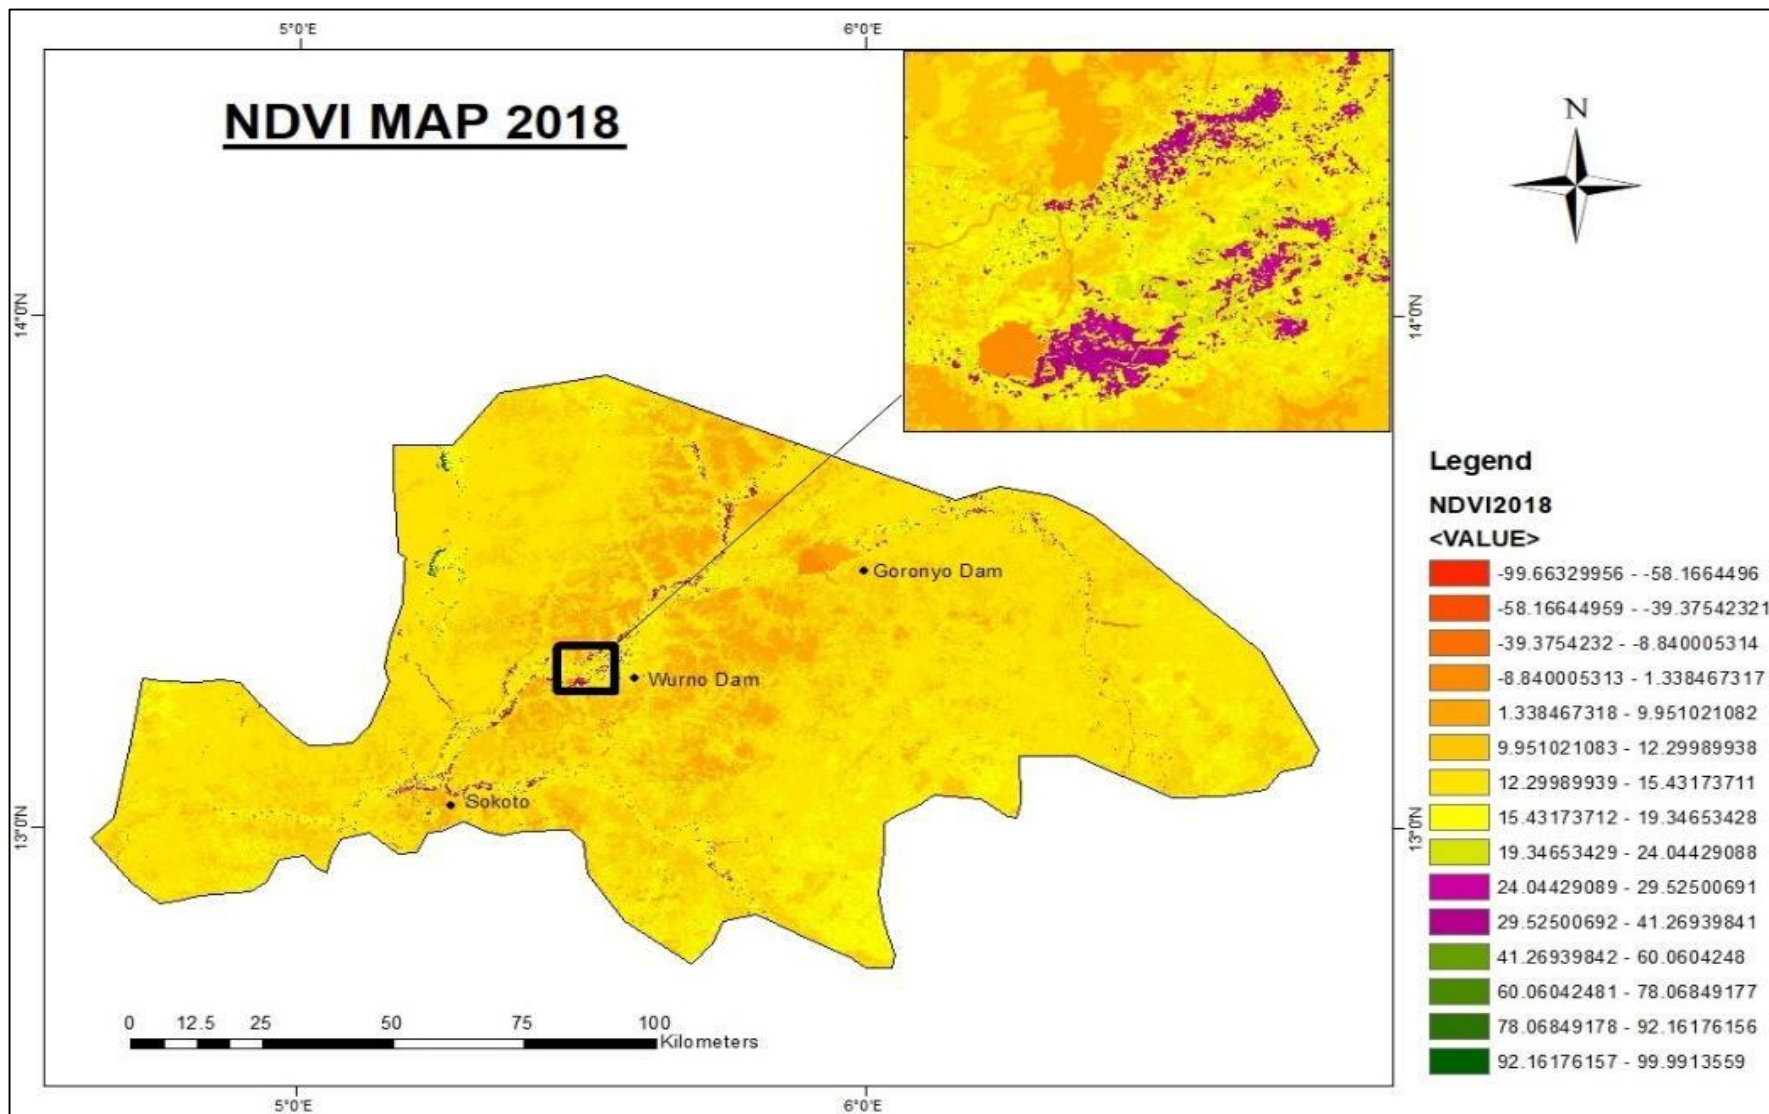 5°0'E
6°0'E
NDVI MAP 2018
N
14°0'N
14°0'N
Legend
NDVI2018
<VALUE>
-99.66329956 - -58.1664496
-58.16644959 - -39.37542321
-39.3754232 - -8.840005314
-8.840005313 - 1.338467317
1.338467318 - 9.951021082
9.951021083 - 12.29989938
12.29989939 - 15.43173711
15.43173712 - 19.34653428
19.34653429 - 24.04429088
24.04429089 - 29.52500691
29.52500692 - 41.26939841
41.26939842 - 60.0604248
60.06042481 - 78.06849177
78.06849178 - 92.16176156
92.16176157 - 99.9913559
Goronyo Dam
Wurno Dam
Sokoto
13°0'N
13°0'N
0 12.5 25 50 75 100
Kilometers
5°0'E
6°0'E